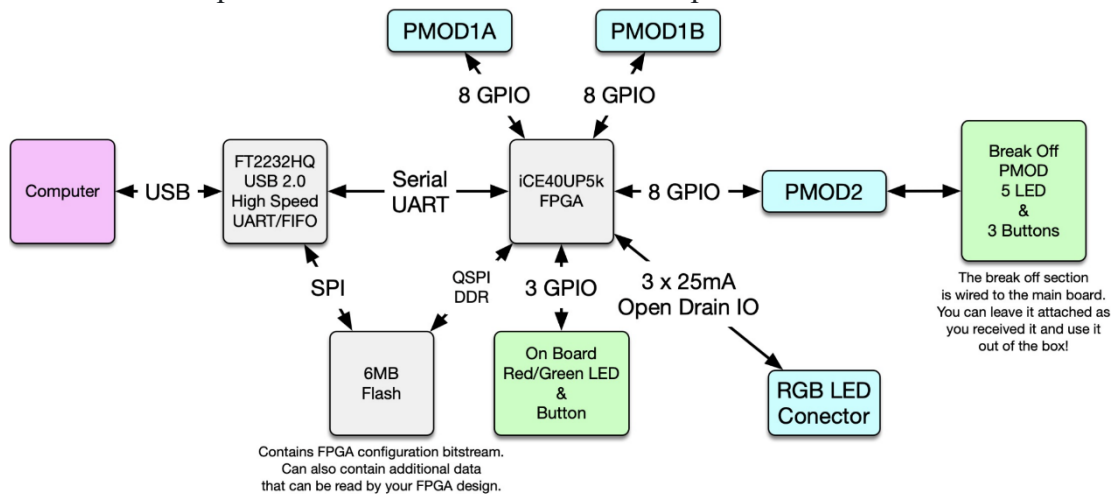 PMOD1A
PMOD1B
8 GPIO
8 GPIO
Computer
USB
FT2232HQ
USB 2.0
High Speed
UART/FIFO
Serial
UART
iCE40UP5k
FPGA
8 GPIO
PMOD2
Break Off
PMOD
5 LED
&
3 Buttons
The break off section
is wired to the main board.
You can leave it attached as
you received it and use it
out of the box!
SPI
QSPI
DDR
3 GPIO
3 x 25mA
Open Drain IO
6MB
Flash
On Board
Red/Green LED
&
Button
RGB LED
Conector
Contains FPGA configuration bitstream.
Can also contain additional data
that can be read by your FPGA design.